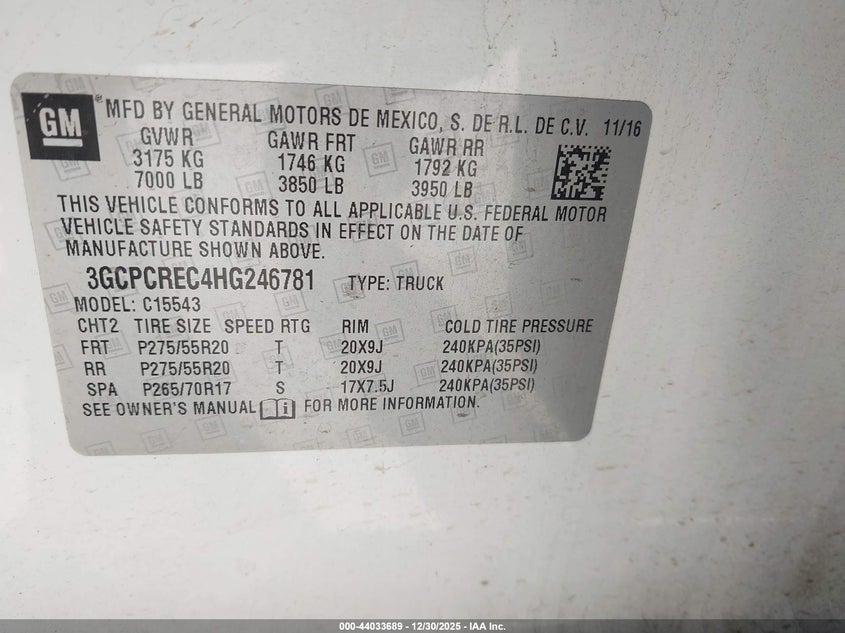 GM ® MFD BY GENERAL MOTORS DE MEXICO, S. DE R.L. DE C.V. 11/16
GVWR GAWR FRT GAWR RR
3175 KG 1746 KG 1792 KG
7000 LB 3850 LB 3950 LB
THIS VEHICLE CONFORMS TO ALL APPLICABLE U.S. FEDERAL MOTOR
VEHICLE SAFETY STANDARDS IN EFFECT ON THE DATE OF
MANUFACTURE SHOWN ABOVE.
3GCPCREC4HG246781 TYPE: TRUCK
MODEL: C15543
CHT2 TIRE SIZE SPEED RTG RIM COLD TIRE PRESSURE
FRT P275/55R20 T 20X9J 240KPA(35PSI)
RR P275/55R20 T 20X9J 240KPA(35PSI)
SPA P265/70R17 S 17X7.5J 240KPA(35PSI)
SEE OWNER'S MANUAL i FOR MORE INFORMATION.
000-44033689 - 12/30/2025 - IAA Inc.